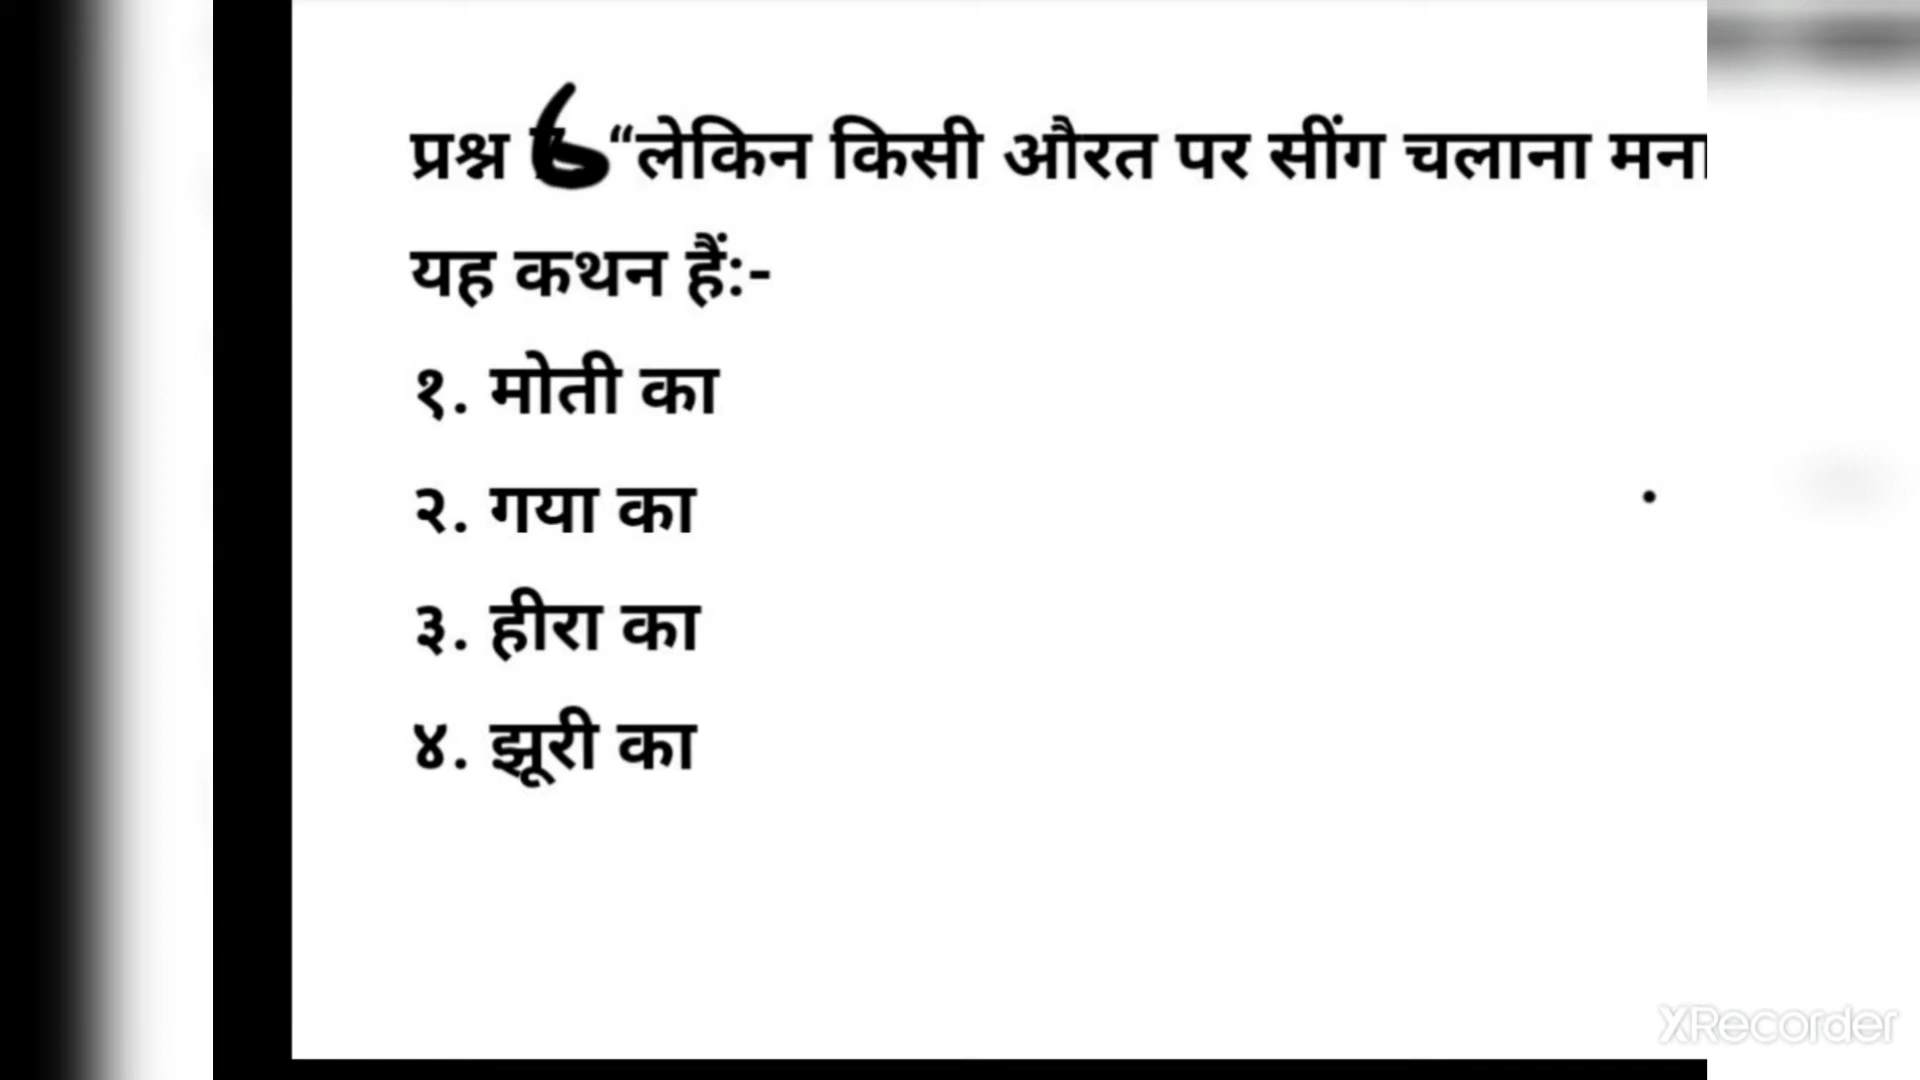 प्रश्न 6 “लेकिन किसी औरत पर सींग चलाना मना
यह कथन हैं:-
१. मोती का
२. गया का
३. हीरा का
४. झूरी का
XRecorder